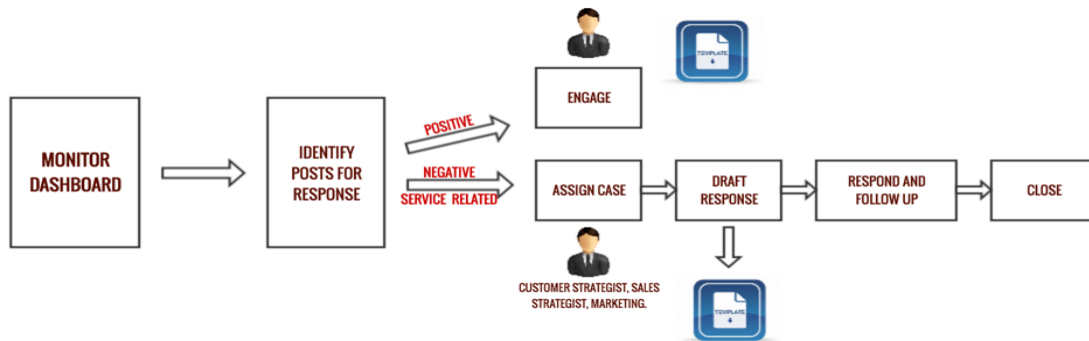 MONITOR
DASHBOARD
IDENTIFY
POSTS FOR
RESPONSE
POSITIVE
NEGATIVE
SERVICE RELATED
ENGAGE
TEMPLATE
ASSIGN CASE
CUSTOMER STRATEGIST, SALES
STRATEGIST, MARKETING.
DRAFT
RESPONSE
TEMPLATE
RESPOND AND
FOLLOW UP
CLOSE